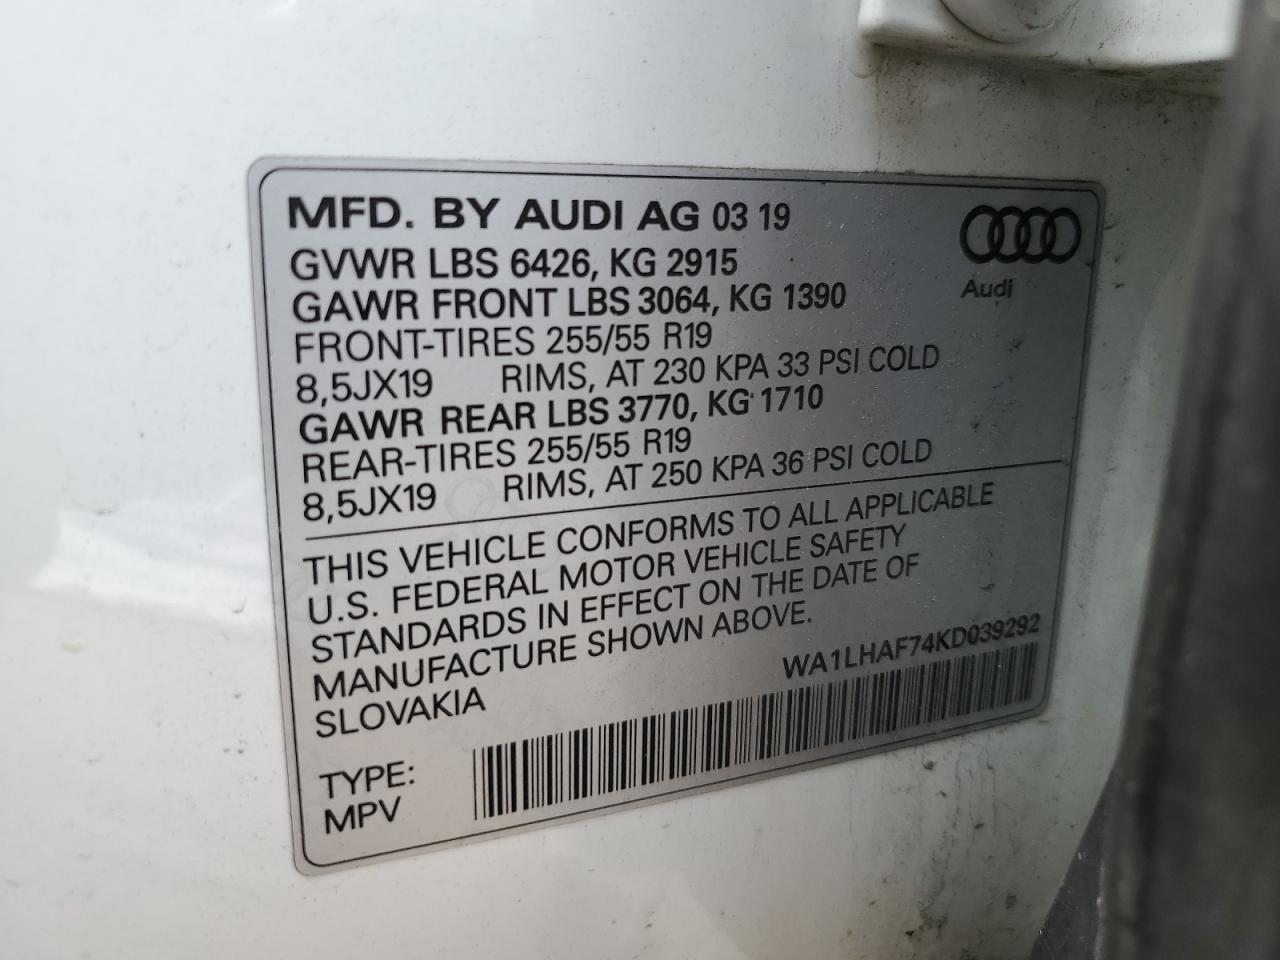 MFD. BY AUDI AG 03 19
GVWR LBS 6426, KG 2915
GAWR FRONT LBS 3064, KG 1390
FRONT-TIRES 255/55 R19
8,5JX19 RIMS, AT 230 KPA 33 PSI COLD
GAWR REAR LBS 3770, KG 1710
REAR-TIRES 255/55 R19
8,5JX19 RIMS, AT 250 KPA 36 PSI COLD
Audi
THIS VEHICLE CONFORMS TO ALL APPLICABLE
U.S. FEDERAL MOTOR VEHICLE SAFETY
STANDARDS IN EFFECT ON THE DATE OF
MANUFACTURE SHOWN ABOVE.
SLOVAKIA
WA1LHAF74KD039292
TYPE:
MPV